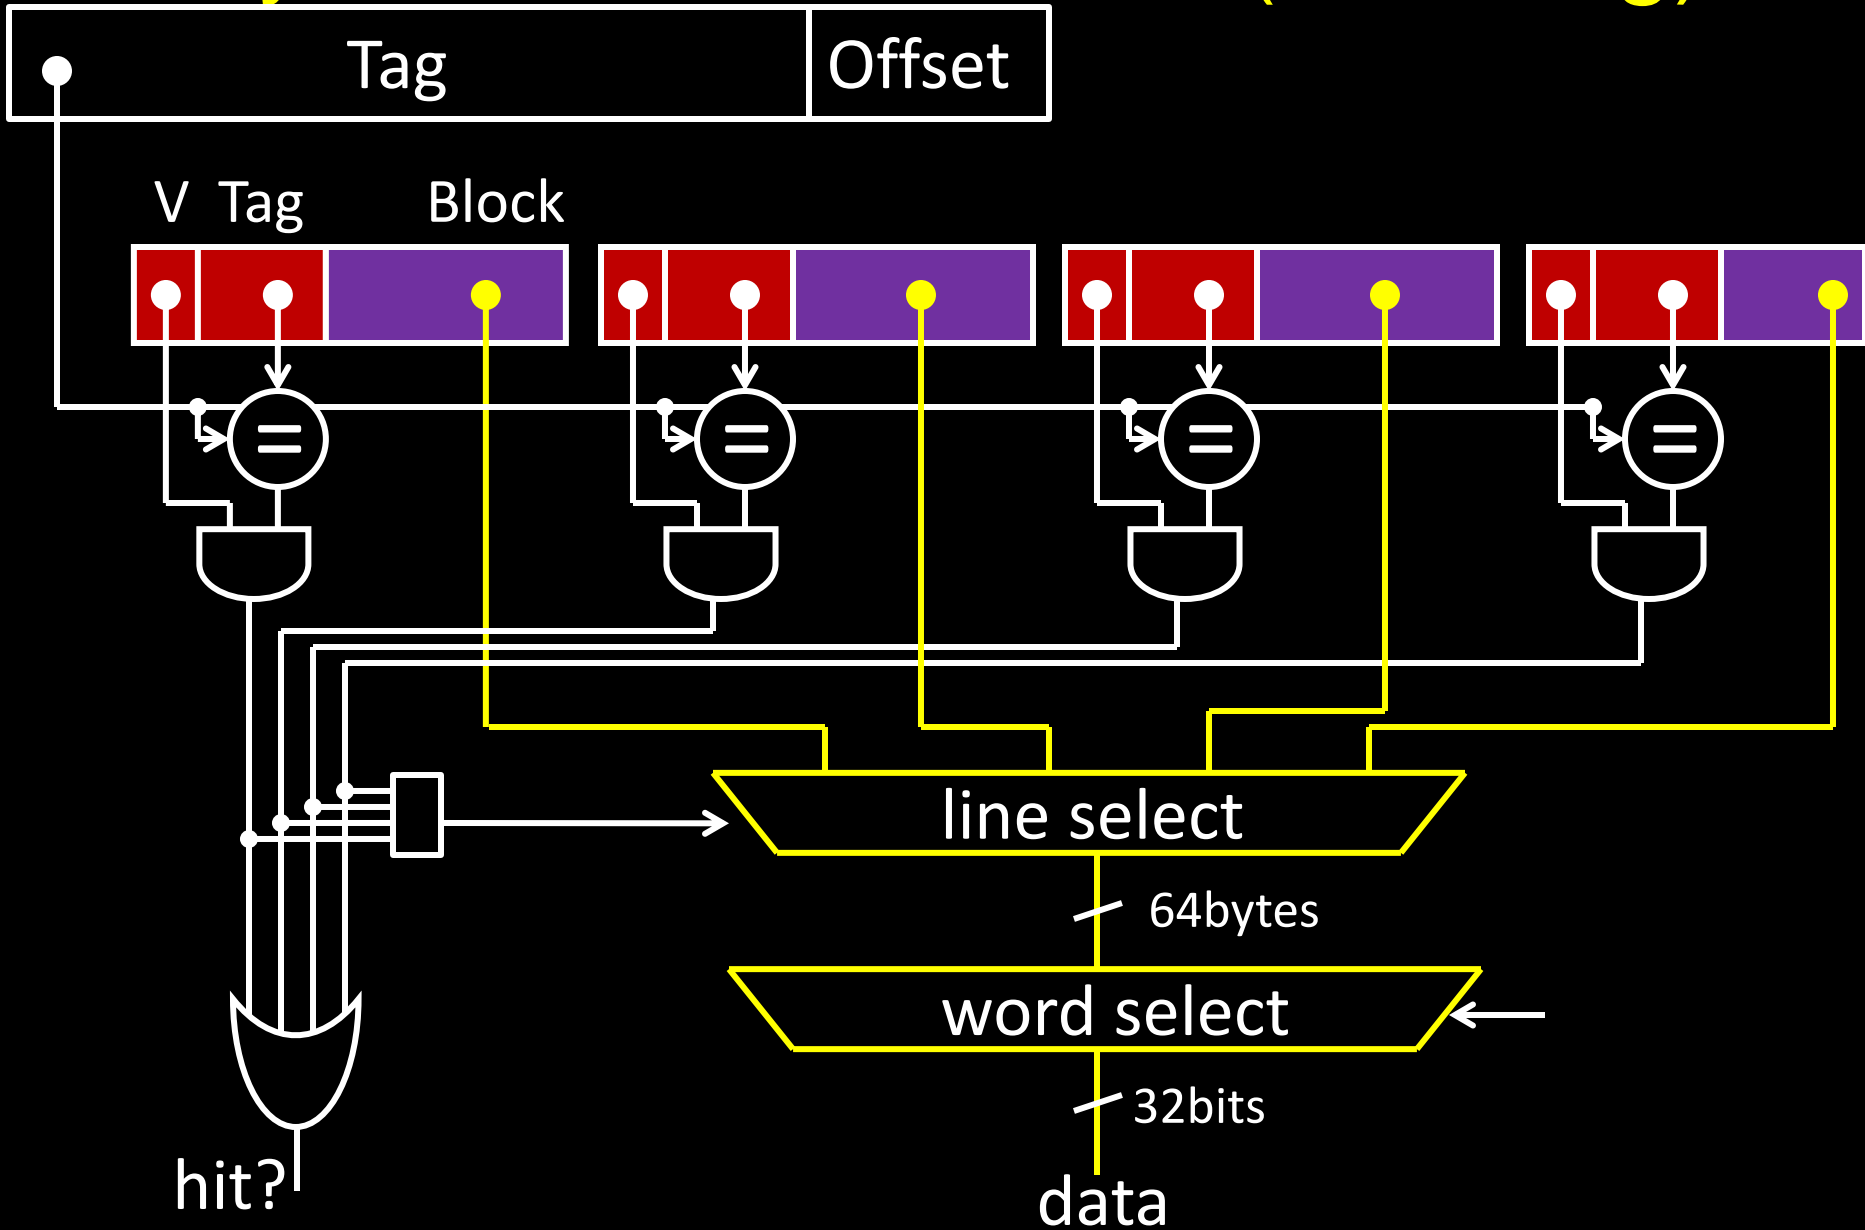 Tag Offset
V Tag Block
=
=
=
=
line select
64bytes
word select
32bits
hit?
data